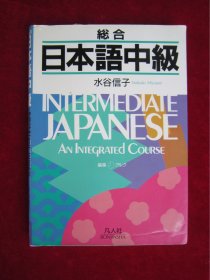 総合
日本語中級
水谷信子
INTERMEDIATE
JAPANESE
AN INTEGRATED COURSE
凡人社
BONJINSHA